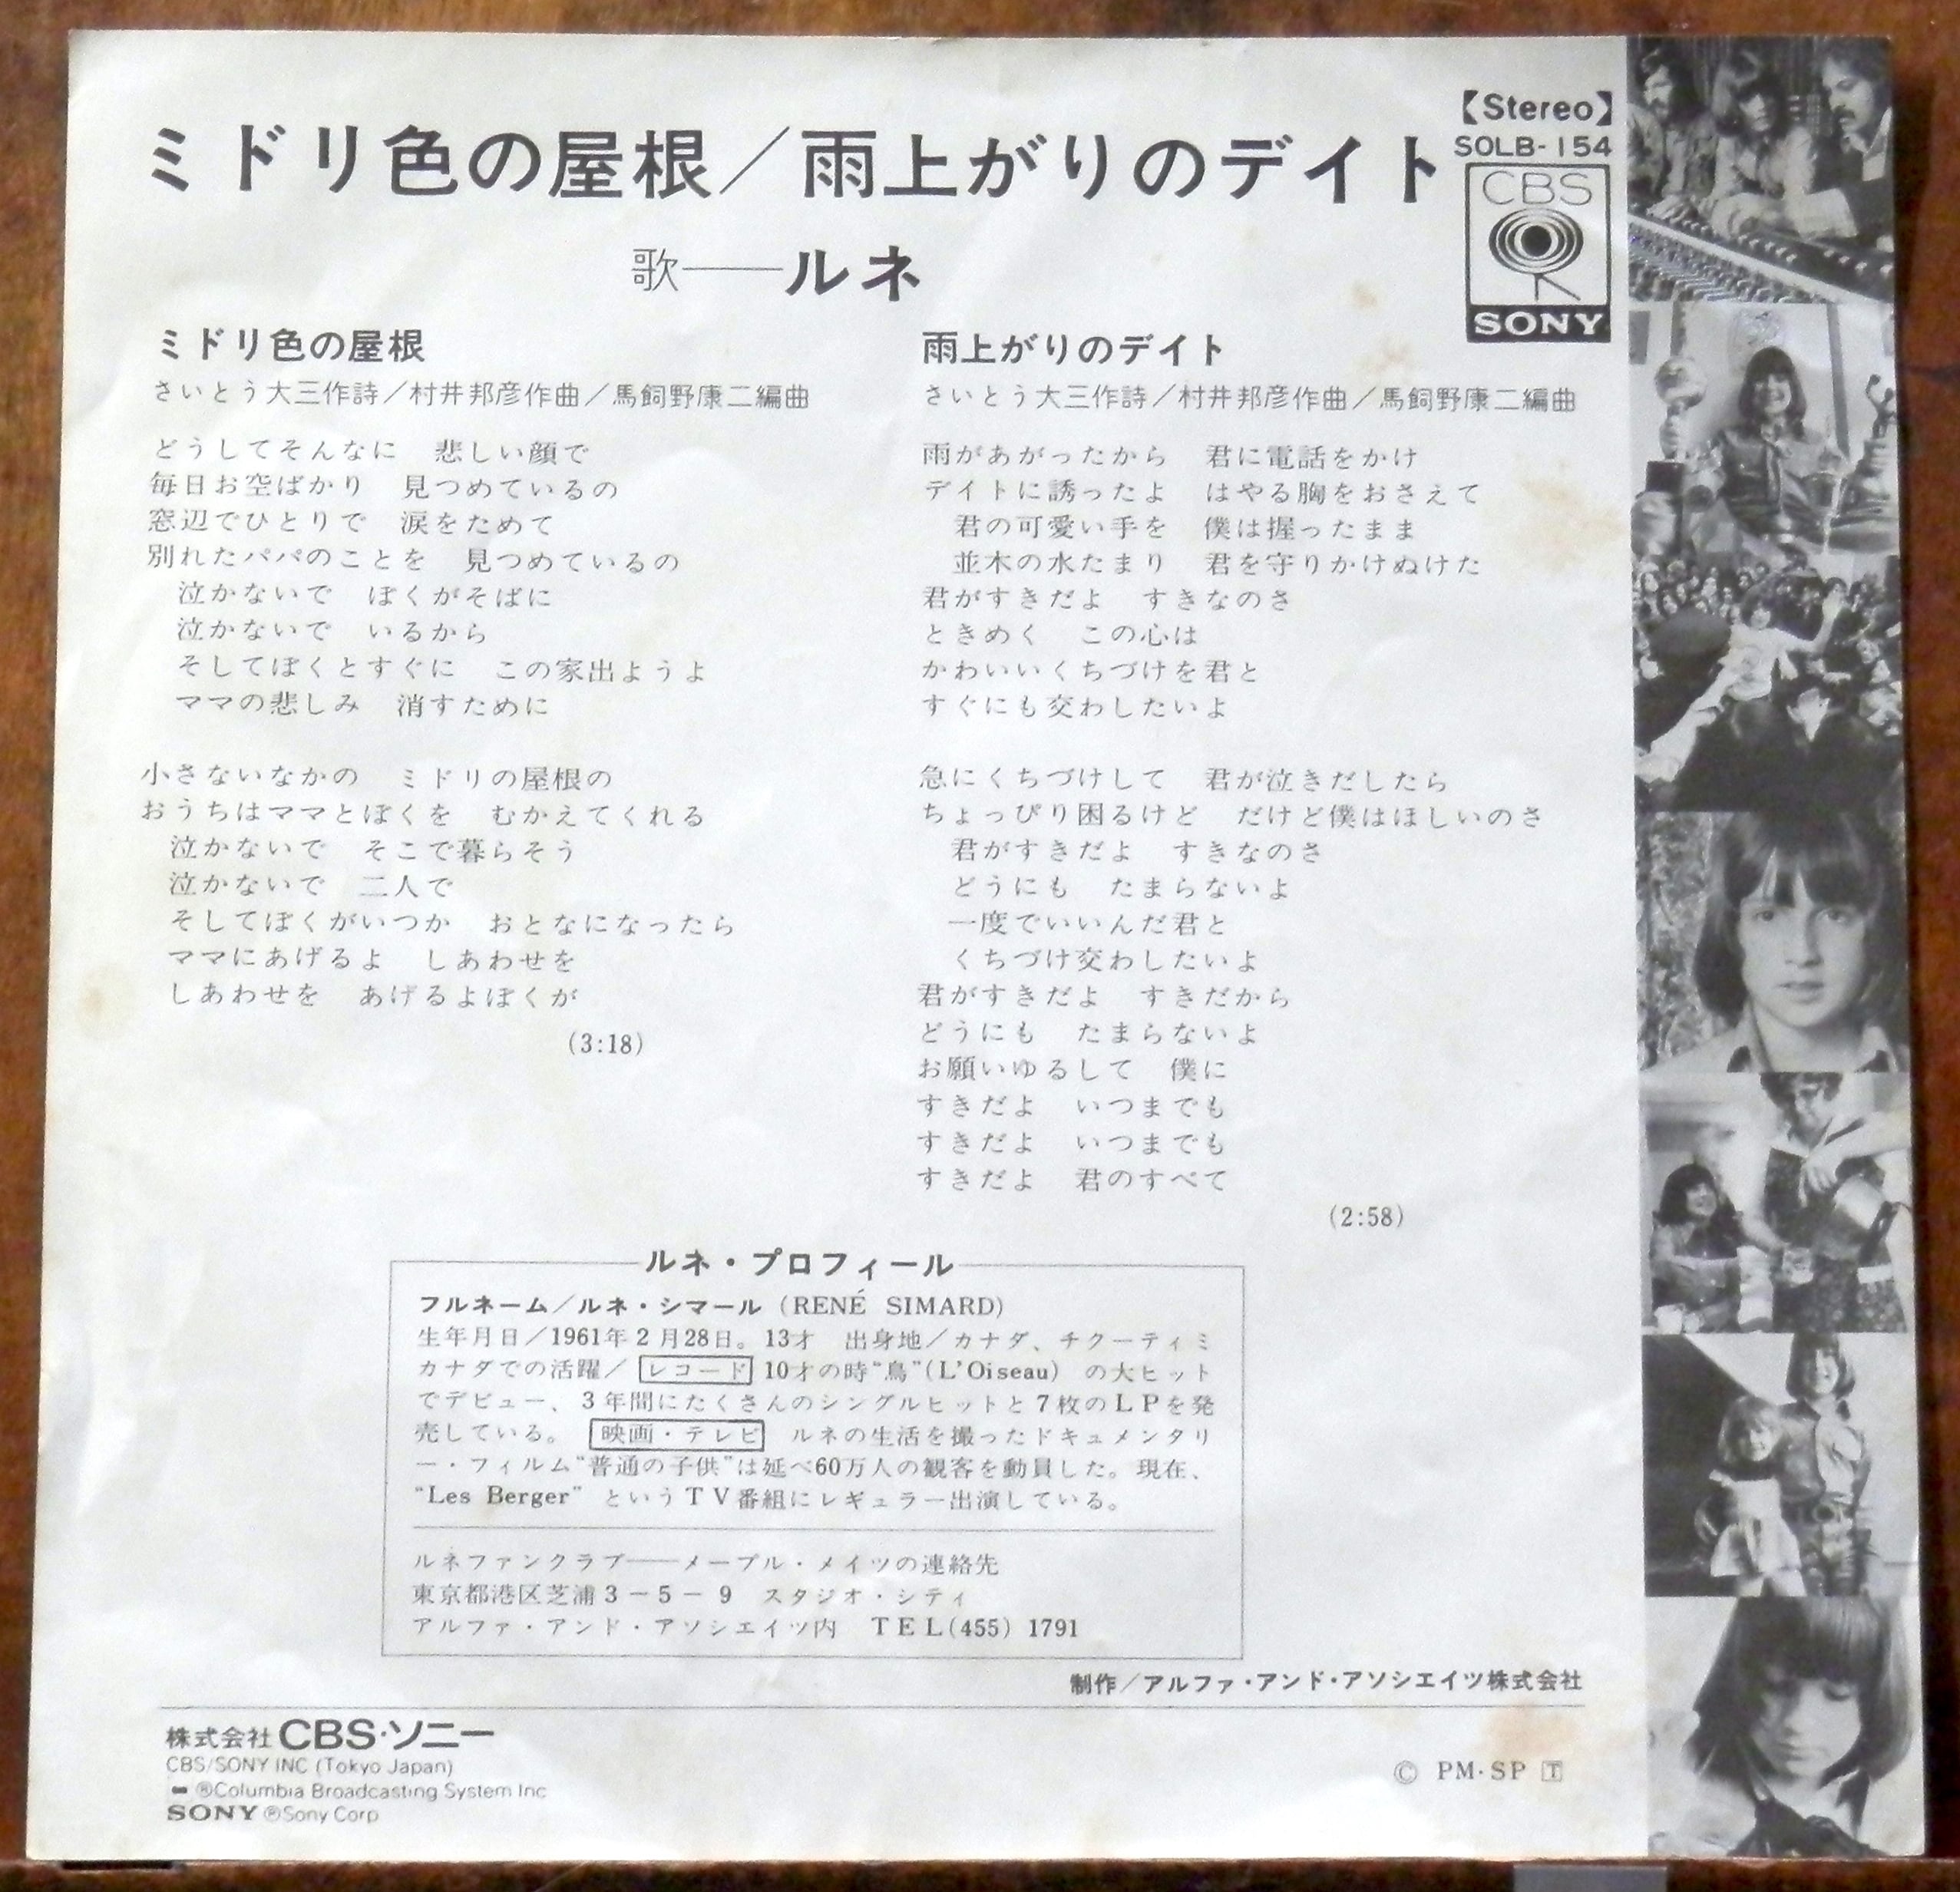 ミドリ色の屋根／雨上がりのデイト
【Stereo】
SOLB-154
CBS
SONY
歌──ルネ
ミドリ色の屋根
さいとう大三作詩／村井邦彦作曲／馬飼野康二編曲
どうしてそんなに　悲しい顔で
毎日お空ばかり　見つめているの
窓辺でひとりで　涙をためて
別れたパパのことを　見つめているの
泣かないで　ぼくがそばに
泣かないで　いるから
そしてぼくとすぐに　この家出ようよ
ママの悲しみ　消すために
小さないなかの　ミドリの屋根の
おうちはママとぼくを　むかえてくれる
泣かないで　そこで暮らそう
泣かないで　二人で
そしてぼくがいつか　おとなになったら
ママにあげるよ　しあわせを
しあわせを　あげるよぼくが
(3:18)
雨上がりのデイト
さいとう大三作詩／村井邦彦作曲／馬飼野康二編曲
雨があがったから　君に電話をかけ
デイトに誘ったよ　はやる胸をおさえて
君の可愛い手を　僕は握ったまま
並木の水たまり　君を守りかけぬけた
君がすきだよ　すきなのさ
ときめく　この心は
かわいいくちづけを君と
すぐにも交わしたいよ
急にくちづけして　君が泣きだしたら
ちょっぴり困るけど　だけど僕はほしいのさ
君がすきだよ　すきなのさ
どうにも　たまらないよ
一度でいいんだ君と
くちづけ交わしたいよ
君がすきだよ　すきだから
どうにも　たまらないよ
お願いゆるして　僕に
すきだよ　いつまでも
すきだよ　いつまでも
すきだよ　君のすべて
(2:58)
ルネ・プロフィール
フルネーム／ルネ・シマール（RENÉ SIMARD）
生年月日／1961年２月28日。13才　出身地／カナダ、チクーティミ
カナダでの活躍／ レコード 10才の時“鳥”(L'Oiseau)　の大ヒット
でデビュー、３年間にたくさんのシングルヒットと７枚のＬＰを発
売している。 映画・テレビ　ルネの生活を撮ったドキュメンタリ
ー・フィルム“普通の子供”は延べ60万人の観客を動員した。現在、
“Les Berger”というＴＶ番組にレギュラー出演している。
ルネファンクラブ──メープル・メイツの連絡先
東京都港区芝浦３－５－９　スタジオ・シティ
アルファ・アンド・アソシエイツ内　ＴＥＬ(455) 1791
制作／アルファ・アンド・アソシエイツ株式会社
株式会社 CBS・ソニー
CBS/SONY INC (Tokyo Japan)
®Columbia Broadcasting System Inc
SONY ®Sony Corp
© PM・SP 🅃